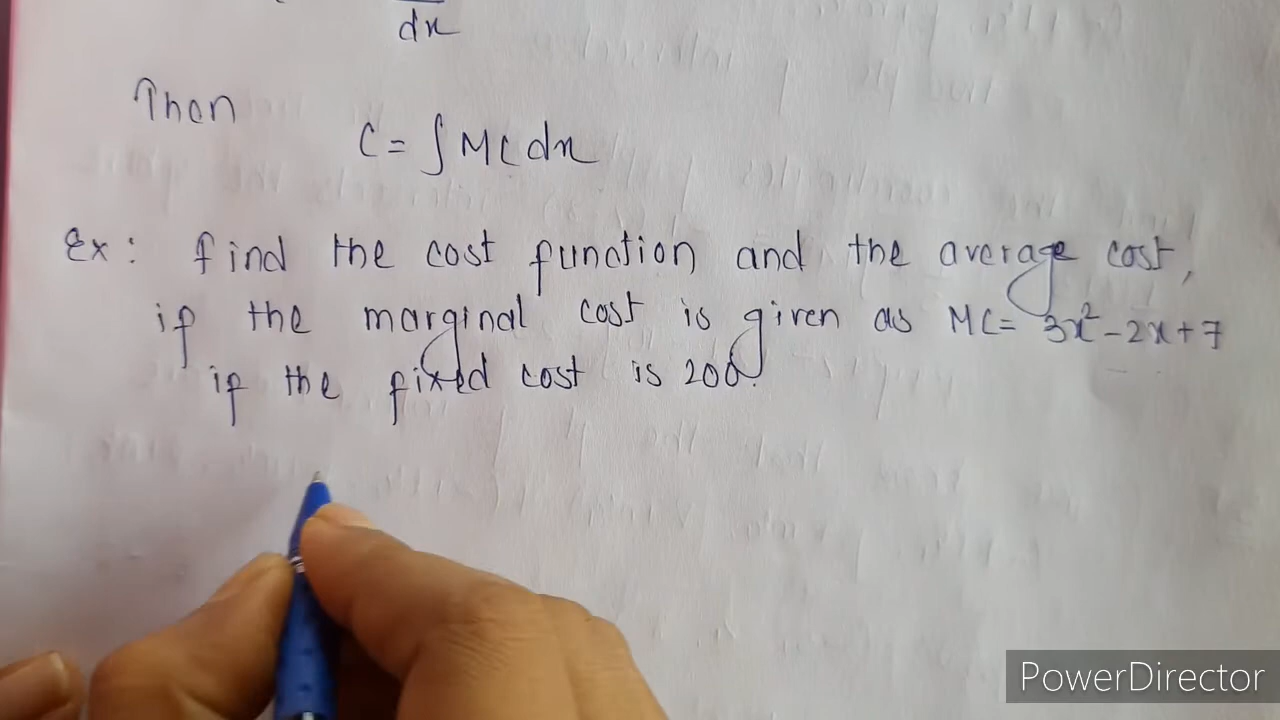 dx
Then
C = ∫ MC dx
Ex: find the cost function and the average cost,
if the marginal cost is given as MC= 3x²-2x+7
if the fixed cost is 200.
PowerDirector